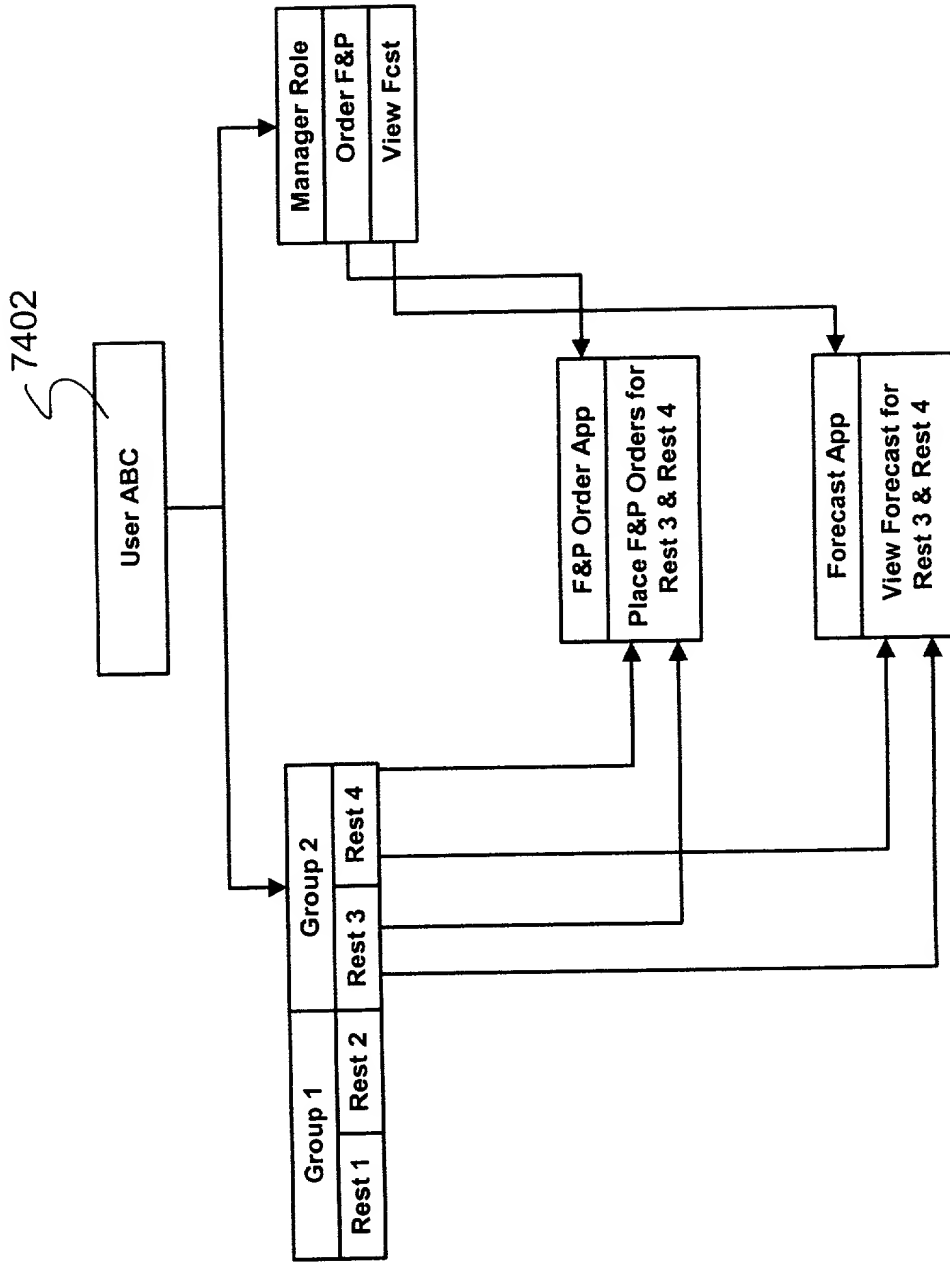 7402
User ABC
Group 1
Group 2
Rest 1
Rest 2
Rest 3
Rest 4
Manager Role
Order F&P
View Fcst
F&P Order App
Place F&P Orders for
Rest 3 & Rest 4
Forecast App
View Forecast for
Rest 3 & Rest 4